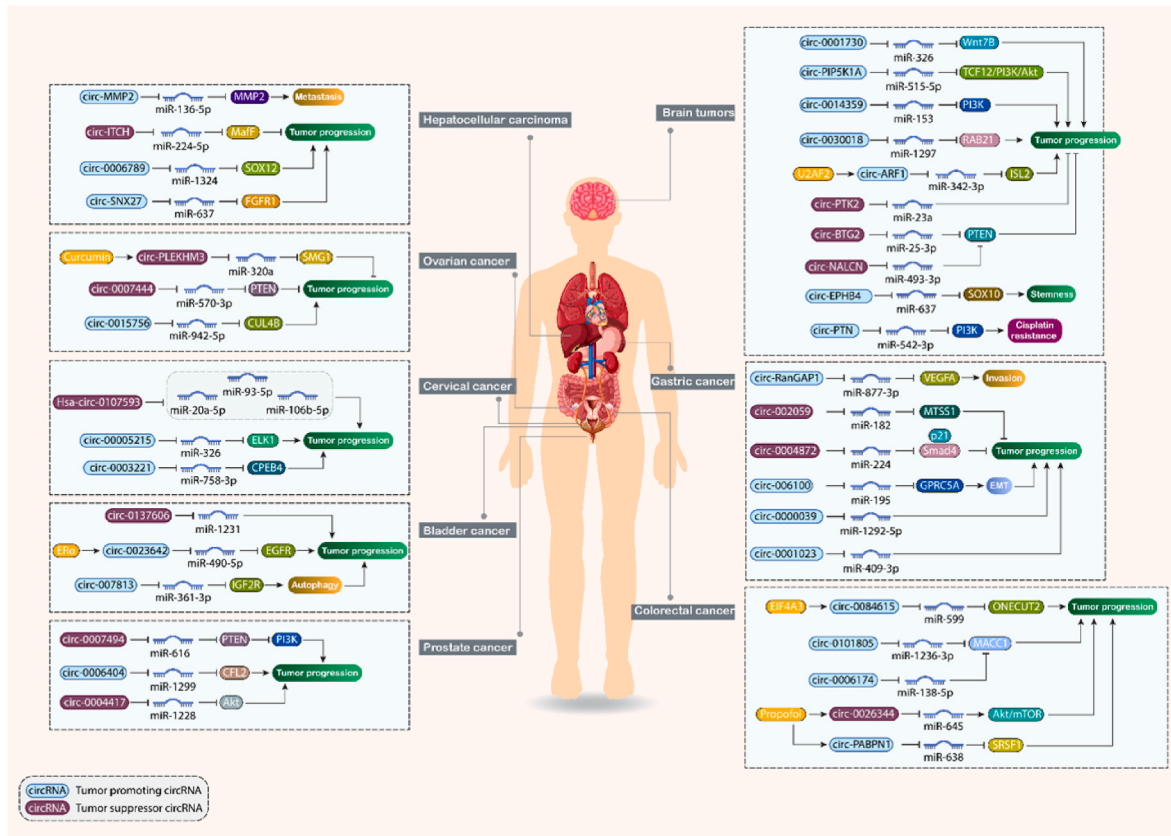 Hepatocellular carcinoma
circ-MMP2
miR-136-5p
MMP2
Metastasis
circ-ITCH
miR-224-5p
MafF
Tumor progression
circ-0006789
miR-1324
SOX12
circ-SNX27
miR-637
FGFR1
Ovarian cancer
Curcumin
circ-PLEKHM3
miR-320a
SMG1
circ-0007444
miR-570-3p
PTEN
Tumor progression
circ-0015756
miR-942-5p
CUL4B
Cervical cancer
Hsa-circ-0107593
miR-93-5p
miR-20a-5p
miR-106b-5p
circ-00005215
miR-326
ELK1
Tumor progression
circ-0003221
miR-758-3p
CPEB4
Bladder cancer
circ-0137606
miR-1231
ERα
circ-0023642
miR-490-5p
EGFR
Tumor progression
circ-007813
miR-361-3p
IGF2R
Autophagy
Prostate cancer
circ-0007494
miR-616
PTEN
PI3K
circ-0006404
miR-1299
CFL2
Tumor progression
circ-0004417
miR-1228
Akt
Brain tumors
circ-0001730
miR-326
Wnt7B
circ-PIP5K1A
miR-515-5p
TCF12/PI3K/Akt
circ-0014359
miR-153
PI3K
circ-0030018
miR-1297
RAB21
Tumor progression
U2AF2
circ-ARF1
miR-342-3p
ISL2
circ-PTK2
miR-23a
circ-BTG2
miR-25-3p
PTEN
circ-NALCN
miR-493-3p
circ-EPHB4
miR-637
SOX10
Stemness
circ-PTN
miR-542-3p
PI3K
Cisplatin
resistance
Gastric cancer
circ-RanGAP1
miR-877-3p
VEGFA
Invasion
circ-002059
miR-182
MTSS1
circ-0004872
miR-224
p21
Smad4
Tumor progression
circ-006100
miR-195
GPRC5A
EMT
circ-0000039
miR-1292-5p
circ-0001023
miR-409-3p
Colorectal cancer
EIF4A3
circ-0084615
miR-599
ONECUT2
Tumor progression
circ-0101805
miR-1236-3p
MACC1
circ-0006174
miR-138-5p
Propofol
circ-0026344
miR-645
Akt/mTOR
circ-PABPN1
miR-638
SRSF1
circRNA Tumor promoting circRNA
circRNA Tumor suppressor circRNA